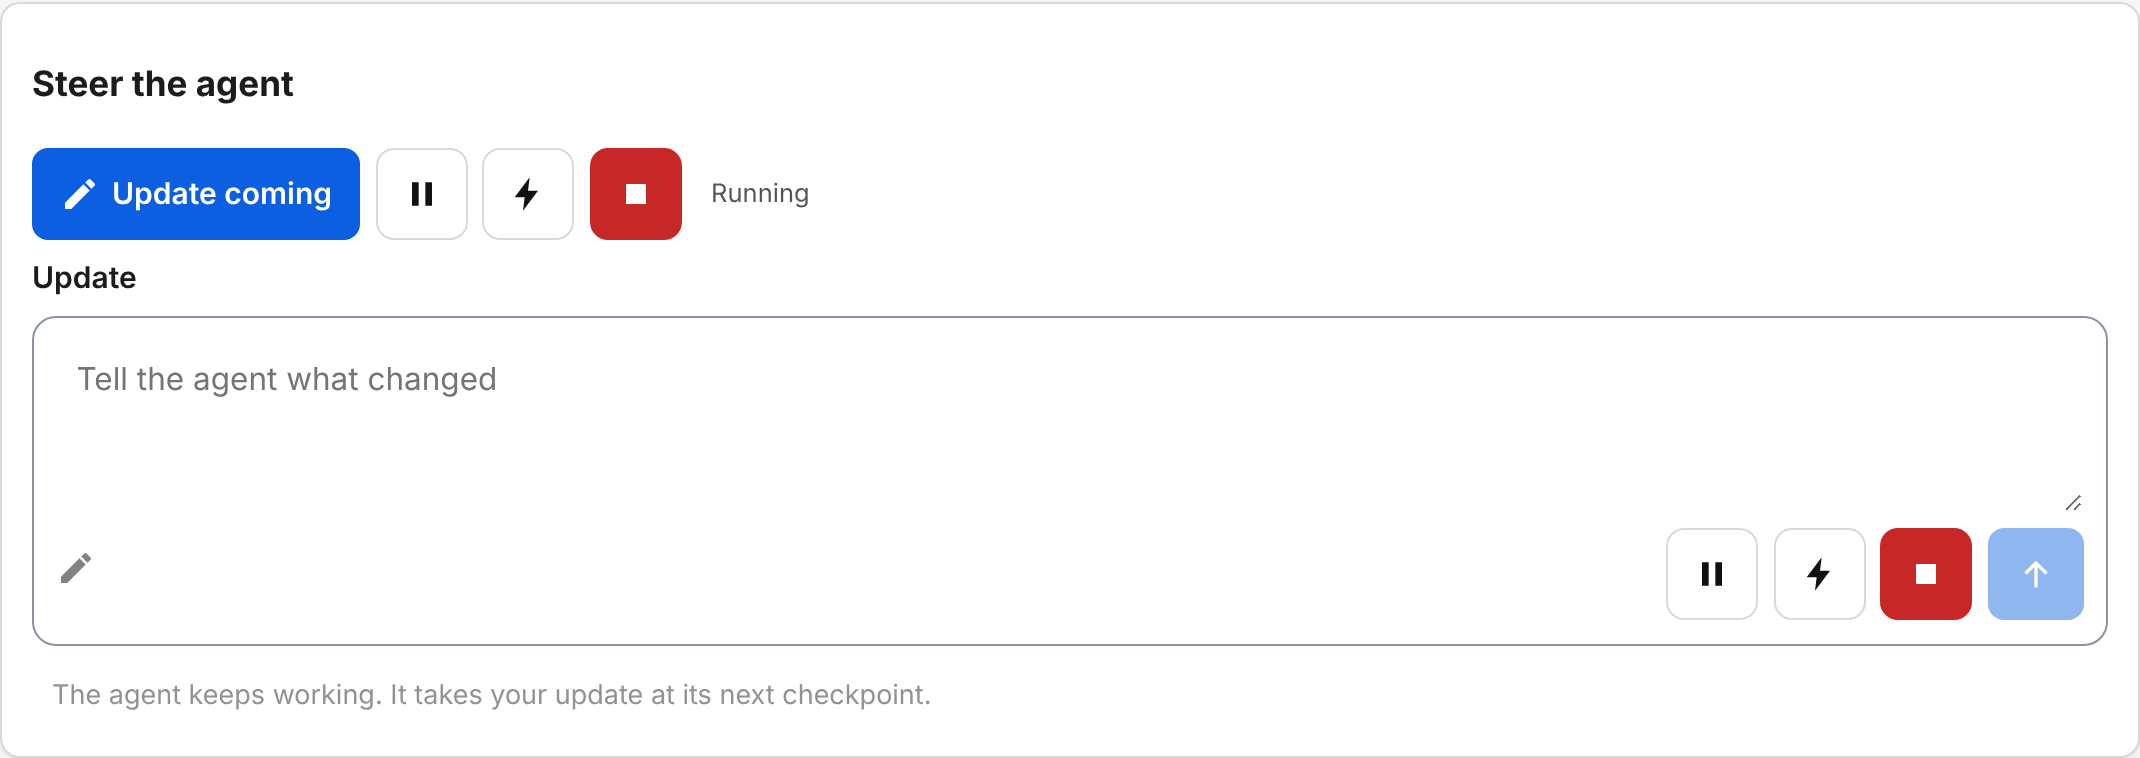 Steer the agent
Update coming
Running
Update
Tell the agent what changed
The agent keeps working. It takes your update at its next checkpoint.